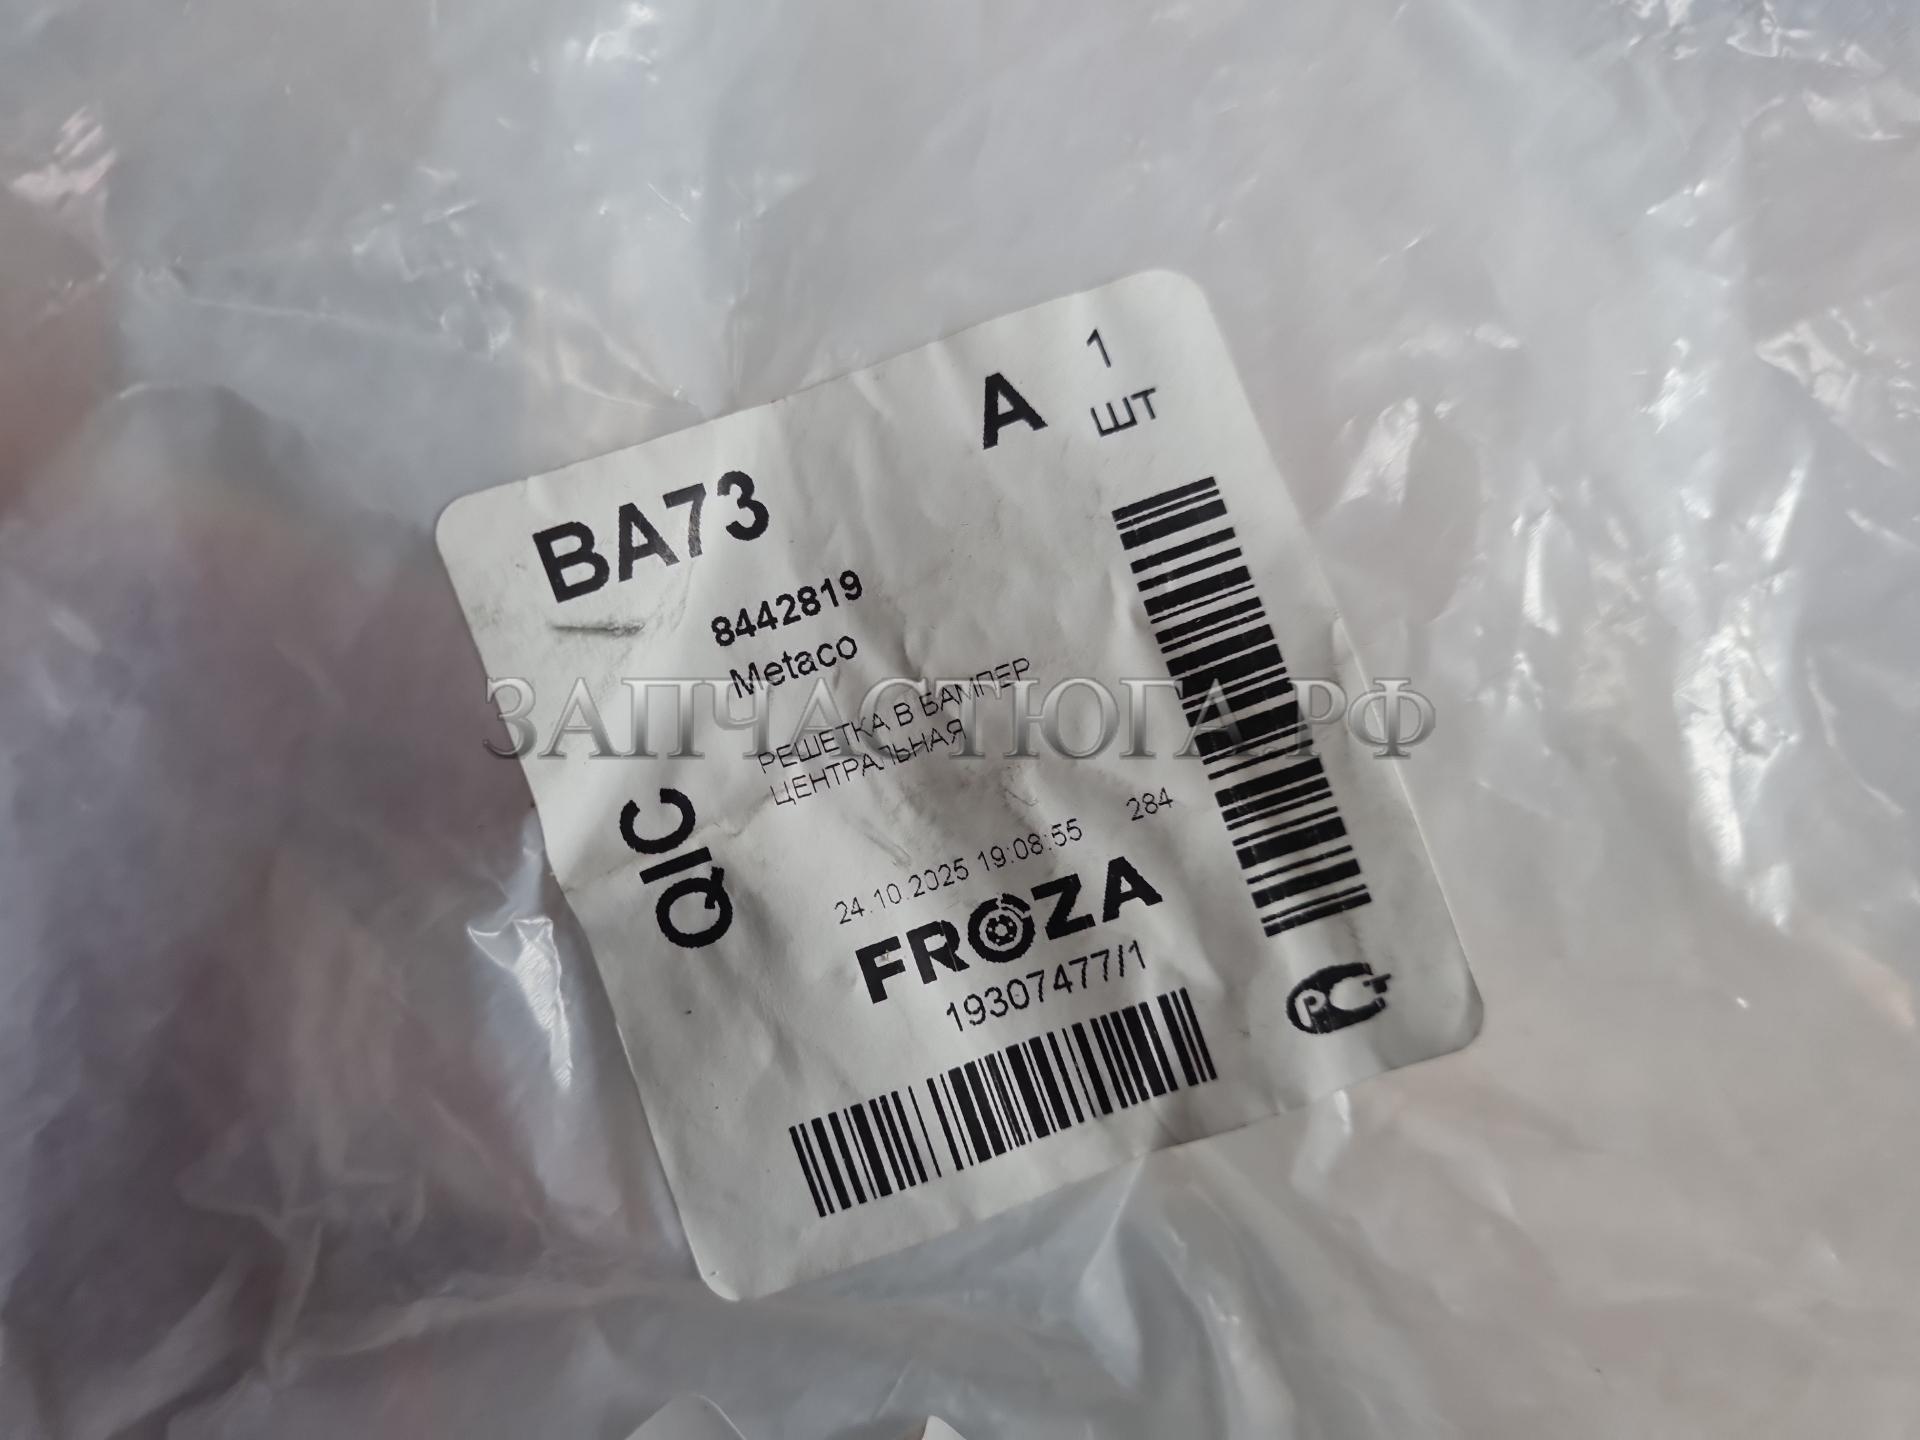 BA73
A
1
шт
8442819
Metaco
РЕШЕТКА В БАМПЕР
ЦЕНТРАЛЬНАЯ
QIC
24.10.2025 19:08:55
284
FROZA
19307477/1
РСТ
ЗАПЧАСТЮГА.РФ